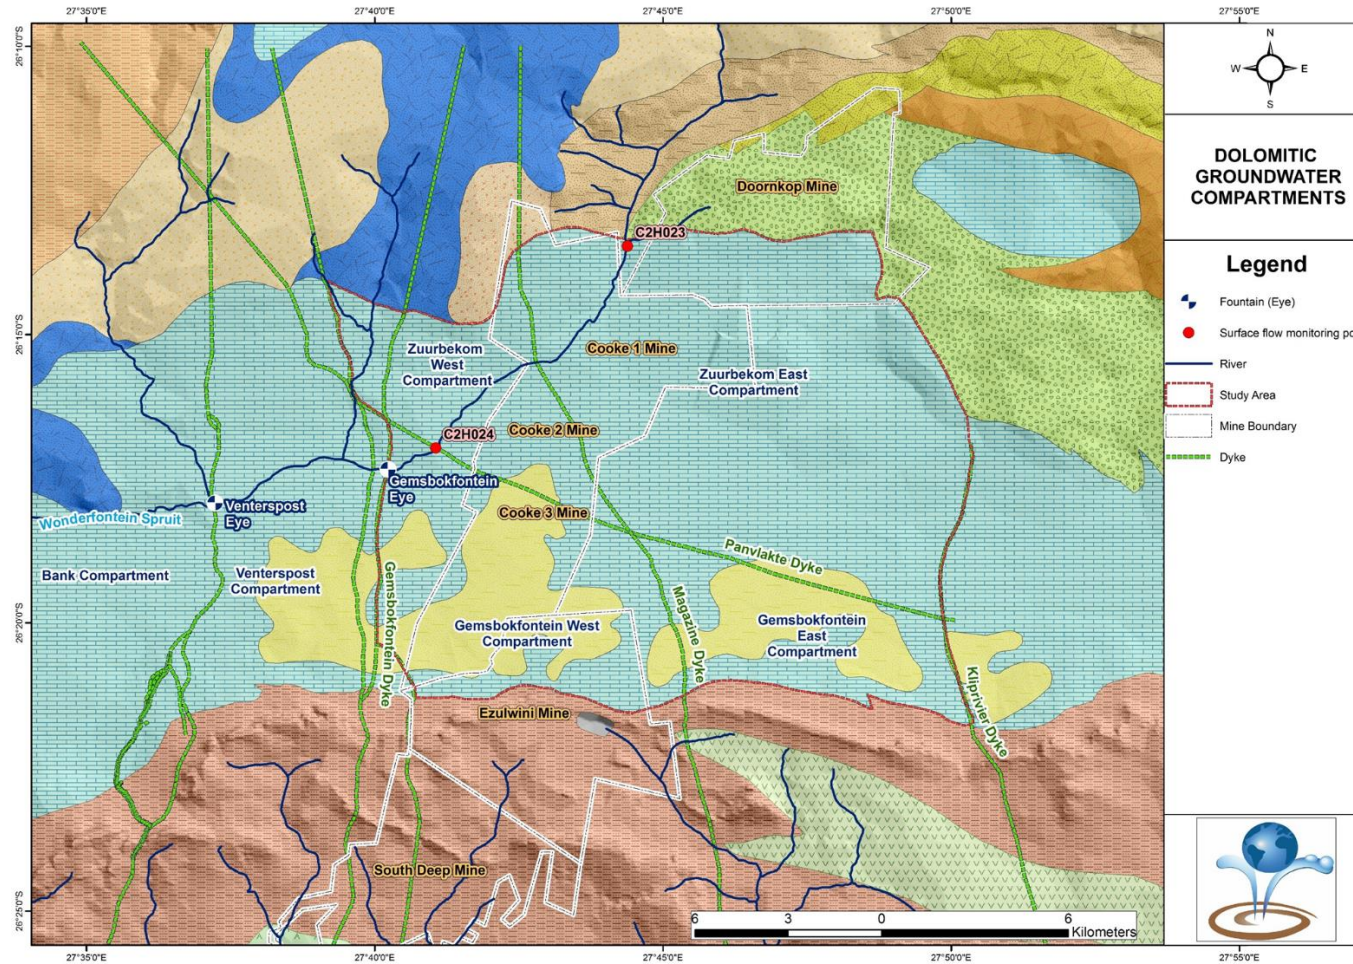 27°35'0"E
27°40'0"E
27°45'0"E
27°50'0"E
27°55'0"E
26°10'0"S
26°15'0"S
26°20'0"S
26°25'0"S
N
W
E
S
DOLOMITIC
GROUNDWATER
COMPARTMENTS
Legend
Fountain (Eye)
Surface flow monitoring po
River
Study Area
Mine Boundary
Dyke
Doornkop Mine
C2H023
Zuurbekom
West
Compartment
Cooke 1 Mine
Zuurbekom East
Compartment
C2H024
Cooke 2 Mine
Gemsbokfontein
Eye
Venterspost
Eye
Wonderfontein Spruit
Cooke 3 Mine
Panvlakte Dyke
Bank Compartment
Venterspost
Compartment
Gemsbokfontein Dyke
Gemsbokfontein West
Compartment
Magazine Dyke
Gemsbokfontein
East
Compartment
Kliprivier Dyke
Ezulwini Mine
South Deep Mine
6
3
0
6
Kilometers
27°35'0"E
27°40'0"E
27°45'0"E
27°50'0"E
27°55'0"E